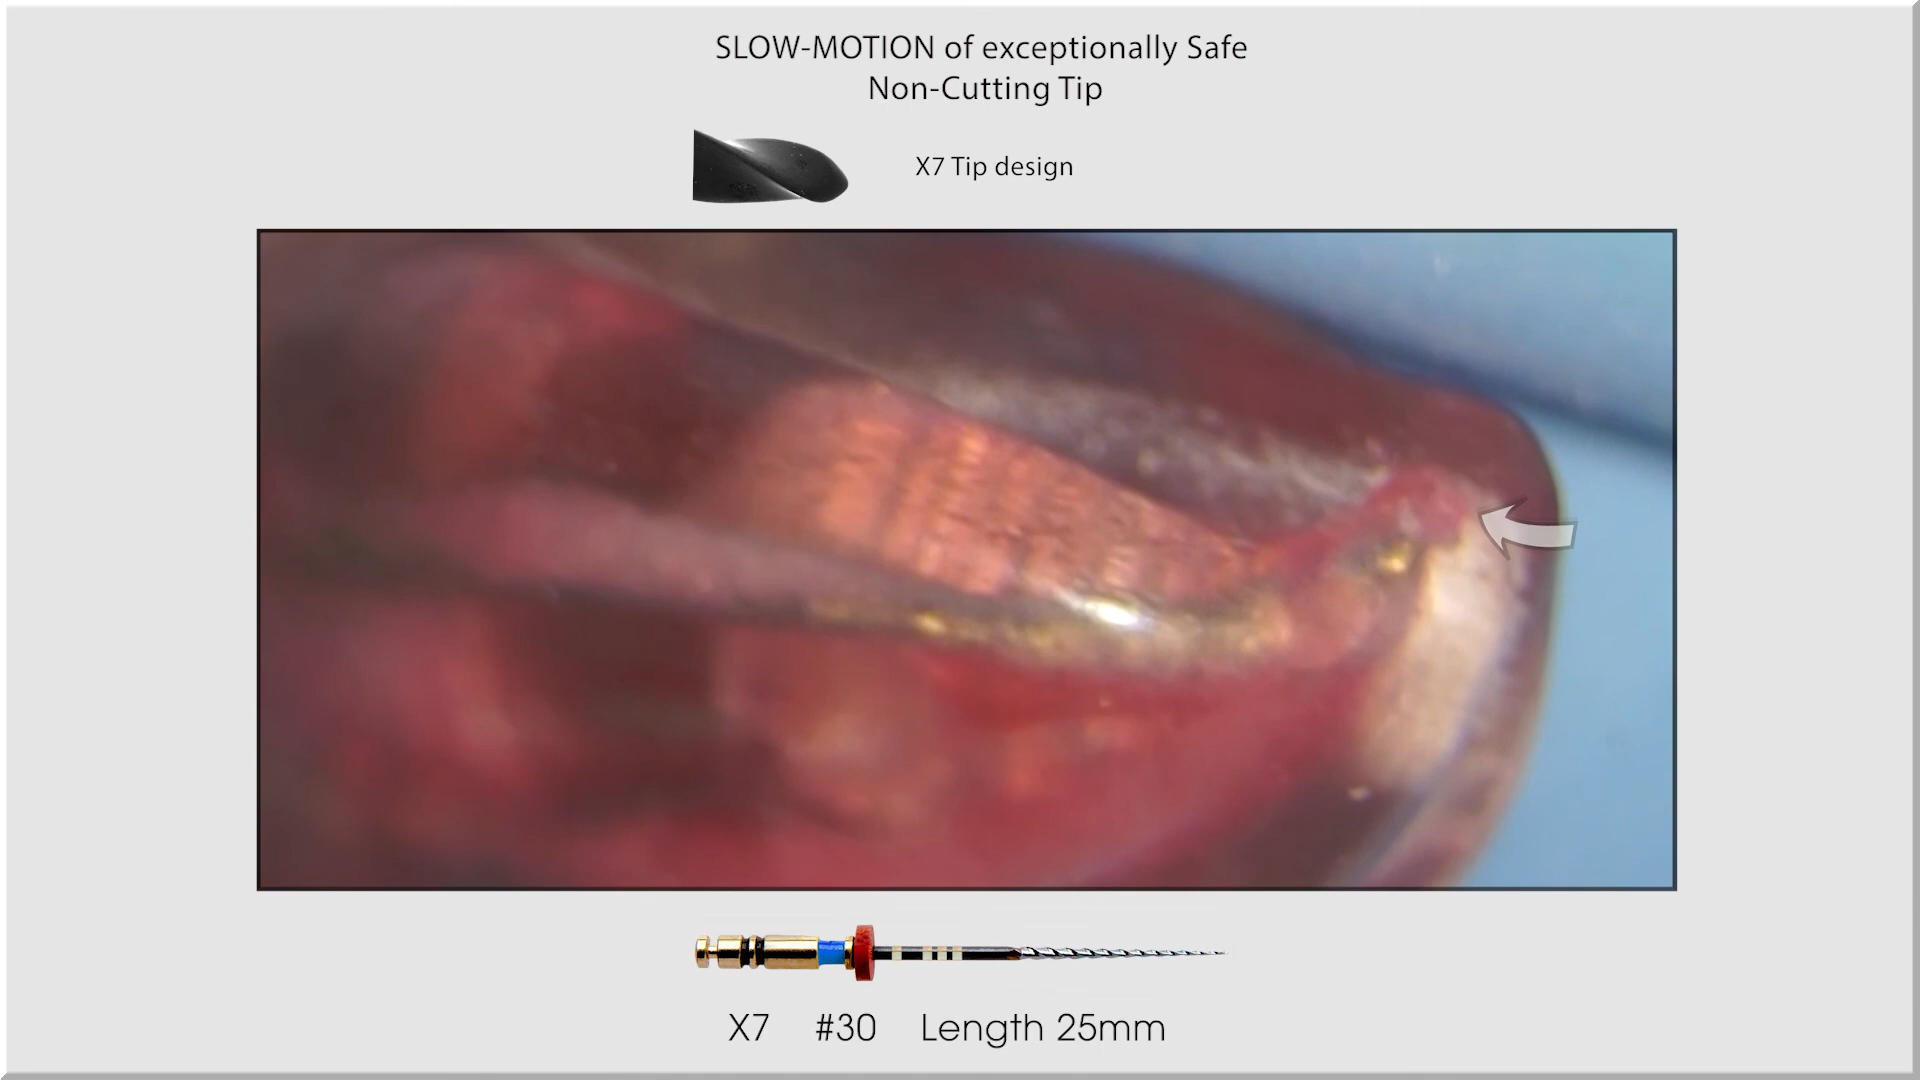 SLOW-MOTION of exceptionally Safe
Non-Cutting Tip
X7 Tip design
X7 #30 Length 25mm